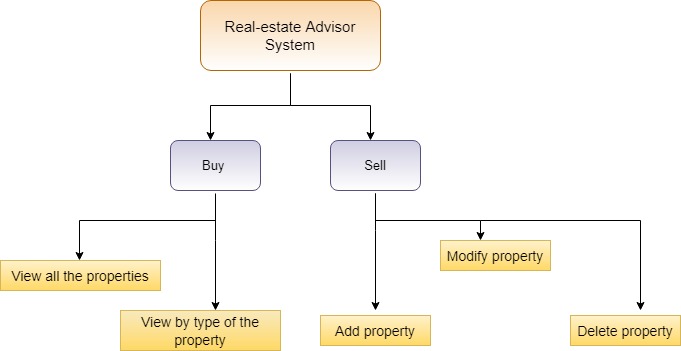 Real-estate Advisor
System
Buy
Sell
View all the properties
View by type of the
property
Add property
Modify property
Delete property